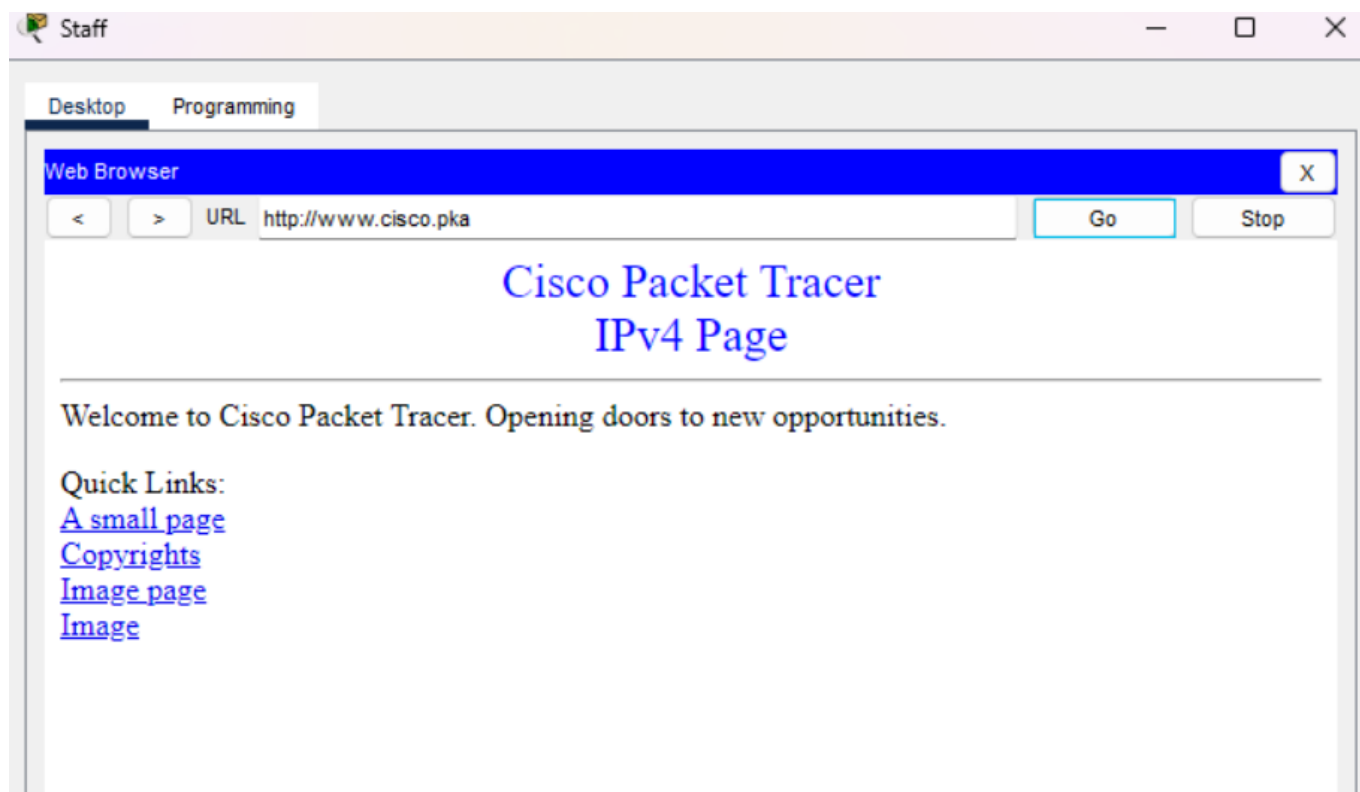 Staff
Desktop Programming
Web Browser X
< > URL http://www.cisco.pka Go Stop
Cisco Packet Tracer
IPv4 Page
Welcome to Cisco Packet Tracer. Opening doors to new opportunities.
Quick Links:
A small page
Copyrights
Image page
Image